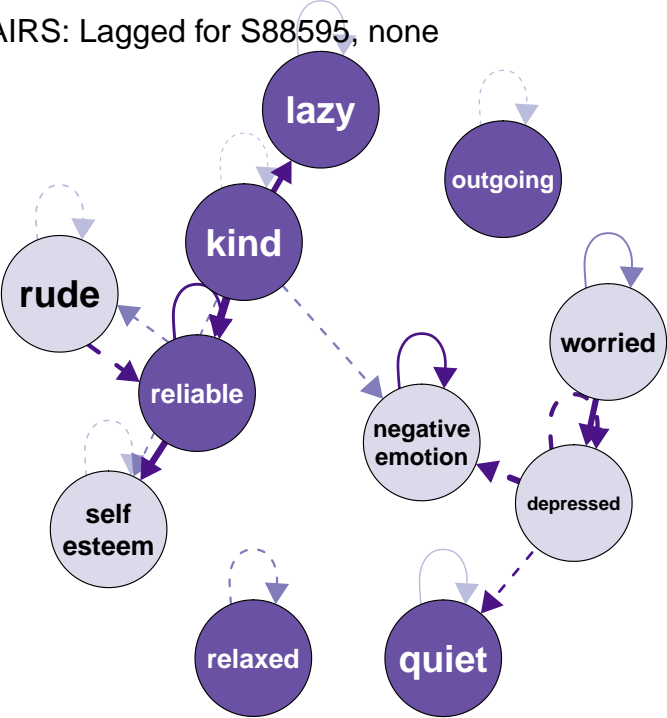 AIRS: Lagged for S88595, none
lazy
outgoing
kind
rude
worried
reliable
negative
emotion
depressed
self
esteem
relaxed
quiet